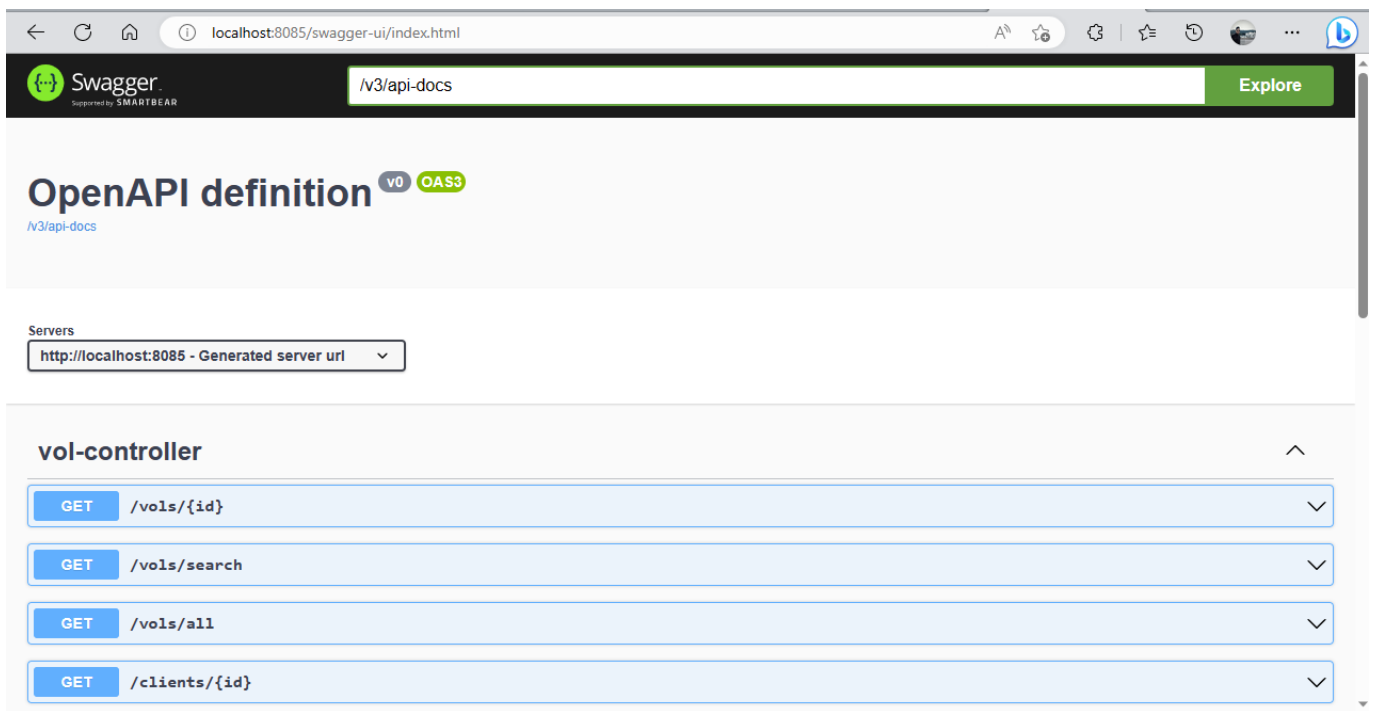 localhost:8085/swagger-ui/index.html
Swagger
Supported by SMARTBEAR
/v3/api-docs
Explore
OpenAPI definition v0 OAS3
/v3/api-docs
Servers
http://localhost:8085 - Generated server url
vol-controller
GET /vols/{id}
GET /vols/search
GET /vols/all
GET /clients/{id}